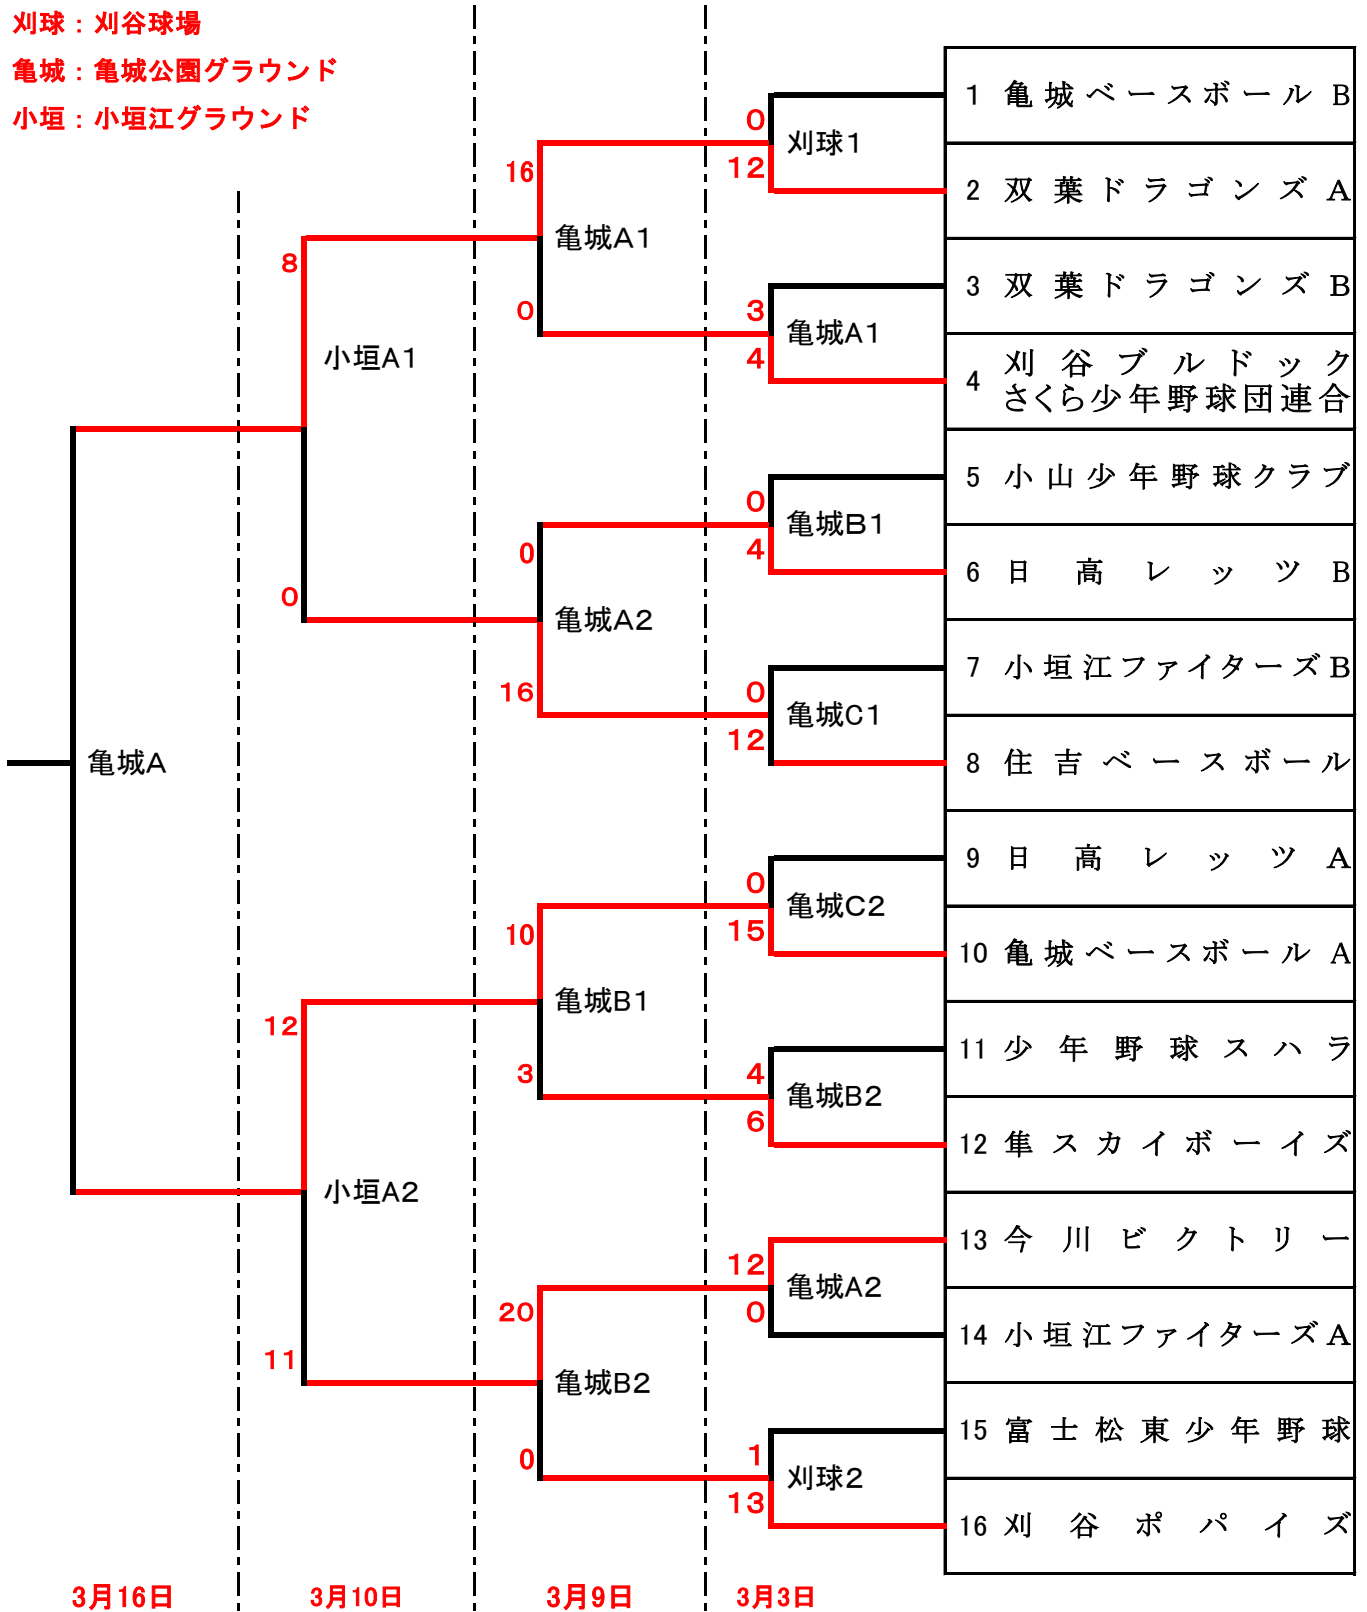 刈球：刈谷球場
亀城：亀城公園グラウンド
小垣：小垣江グラウンド
1 亀城ベースボールB
0
刈球1
12
2 双葉ドラゴンズA
16
亀城A1
0
3 双葉ドラゴンズB
3
亀城A1
4
4 刈谷ブルドック
さくら少年野球団連合
8
小垣A1
0
5 小山少年野球クラブ
0
亀城B1
4
6 日高レッツB
0
亀城A2
16
7 小垣江ファイターズB
0
亀城C1
12
8 住吉ベースボール
亀城A
9 日高レッツA
0
亀城C2
15
10 亀城ベースボールA
10
亀城B1
3
11 少年野球スハラ
4
亀城B2
6
12 隼スカイボーイズ
12
小垣A2
11
13 今川ビクトリー
12
亀城A2
0
14 小垣江ファイターズA
20
亀城B2
0
15 富士松東少年野球
1
刈球2
13
16 刈谷ポパイズ
3月16日
3月10日
3月9日
3月3日